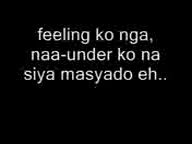 feeling ko nga,
naa-under ko na
siya masyado eh..